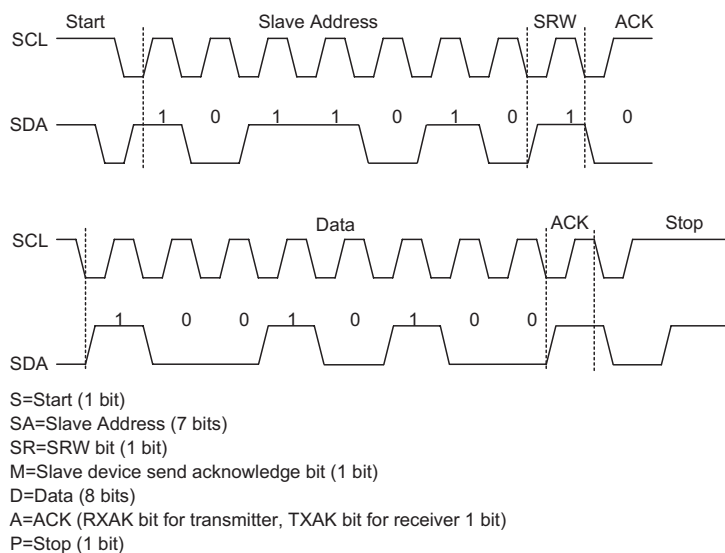 Start Slave Address SRW ACK
SCL
1 0 1 1 0 1 0 1 0
SDA
Data ACK Stop
SCL
1 0 0 1 0 1 0 0
SDA
S=Start (1 bit)
SA=Slave Address (7 bits)
SR=SRW bit (1 bit)
M=Slave device send acknowledge bit (1 bit)
D=Data (8 bits)
A=ACK (RXAK bit for transmitter, TXAK bit for receiver 1 bit)
P=Stop (1 bit)